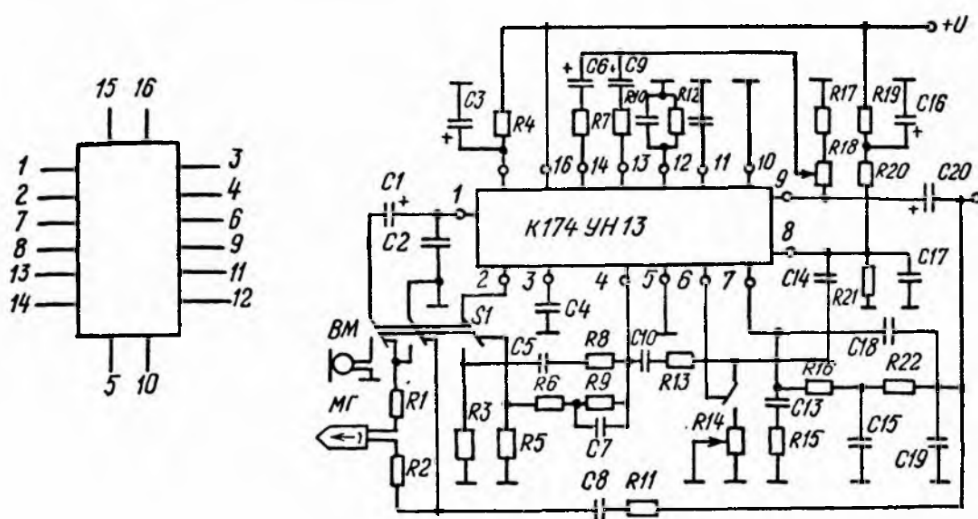 15 16
1 3
2 4
7 6
8 9
13 11
14 12
5 10
+U
C3 C6 C9 R10 R12 R17 R19 C16
R4 R7 R18 R20
16 14 13 12 11 10
C1 1 9 C20
К174 УН13
C2 8
2 3 4 5 6 7 C14 R21 C17
C4
S1
ВМ C5 R8 C10 C18
R6 R9 R13 R16 R22
МГ R1 C13
R3 R5 C7 R14 R15 C15 C19
R2
C8 R11